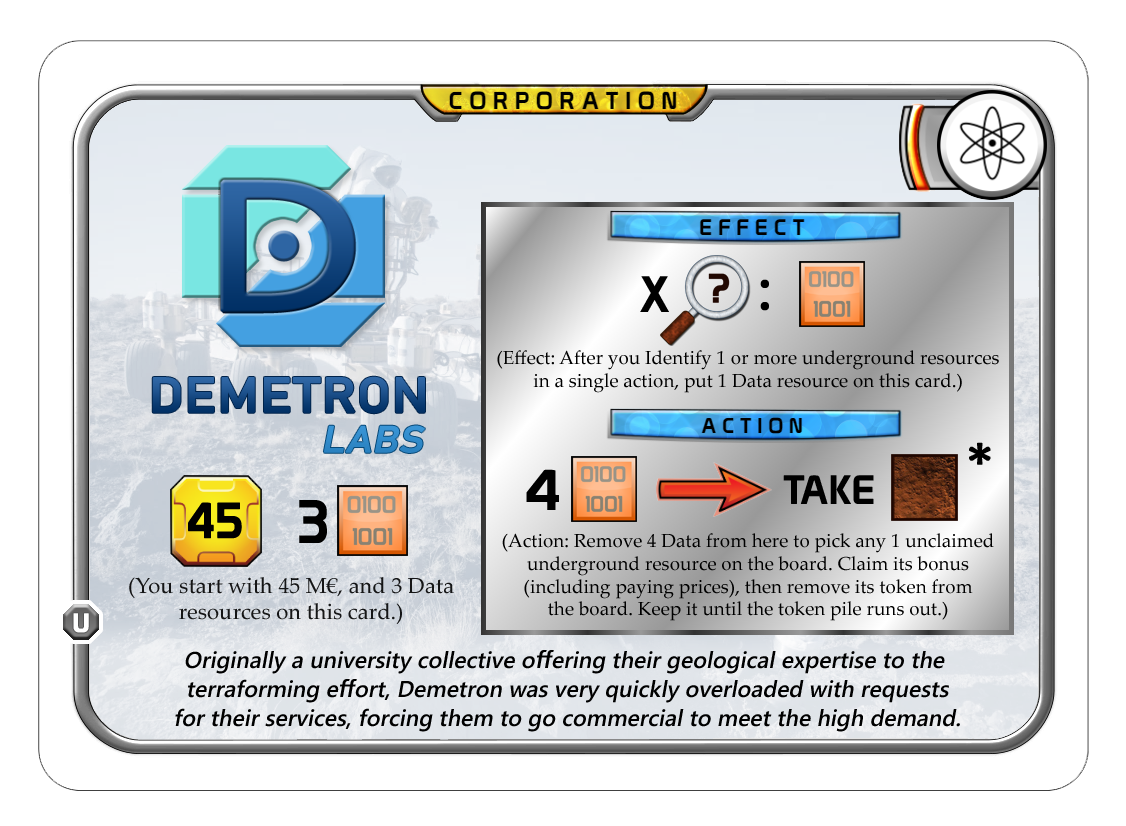 CORPORATION
D
DEMETRON
LABS
45 3 0100
1001
(You start with 45 M€, and 3 Data
resources on this card.)
EFFECT
X ? : 0100
1001
(Effect: After you Identify 1 or more underground resources
in a single action, put 1 Data resource on this card.)
ACTION
4 0100
1001 TAKE *
(Action: Remove 4 Data from here to pick any 1 unclaimed
underground resource on the board. Claim its bonus
(including paying prices), then remove its token from
the board. Keep it until the token pile runs out.)
U
Originally a university collective offering their geological expertise to the
terraforming effort, Demetron was very quickly overloaded with requests
for their services, forcing them to go commercial to meet the high demand.